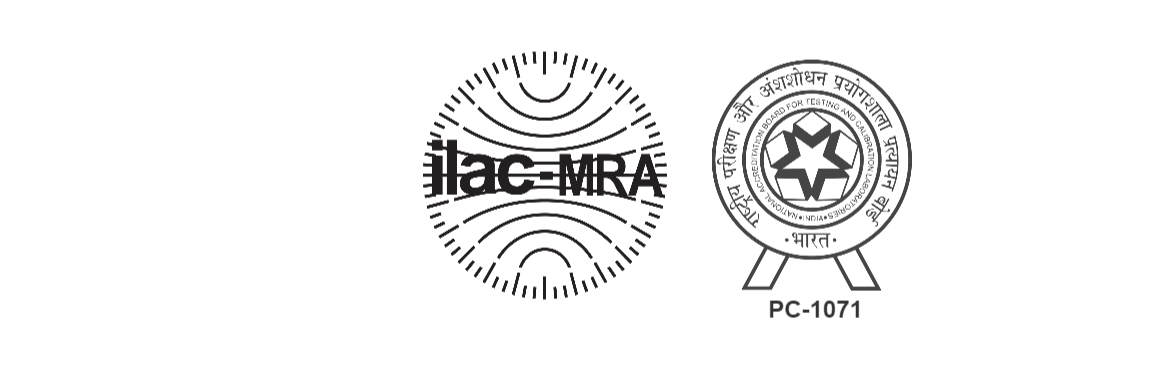 ilac-MRA
राष्ट्रीय परीक्षण और अंशशोधन प्रयोगशाला प्रत्यायन बोर्ड
NATIONAL ACCREDITATION BOARD FOR TESTING AND CALIBRATION LABORATORIES
•INDIA•
·भारत·
PC-1071